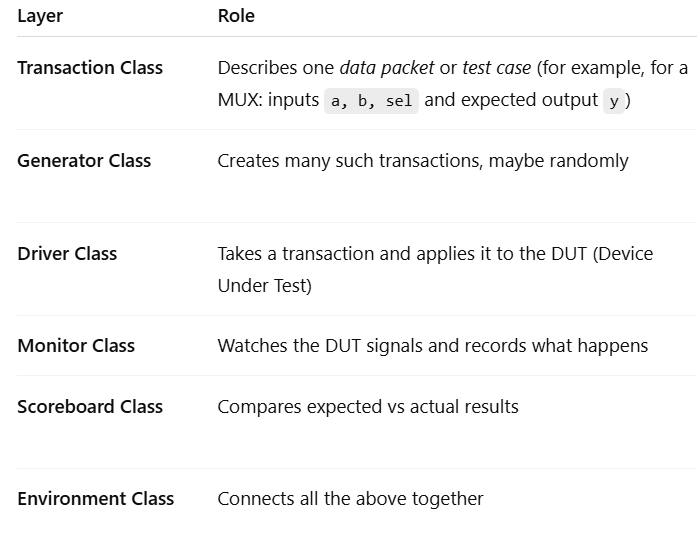 Layer Role
Transaction Class Describes one data packet or test case (for example, for a
MUX: inputs a, b, sel and expected output y )
Generator Class Creates many such transactions, maybe randomly
Driver Class Takes a transaction and applies it to the DUT (Device
Under Test)
Monitor Class Watches the DUT signals and records what happens
Scoreboard Class Compares expected vs actual results
Environment Class Connects all the above together